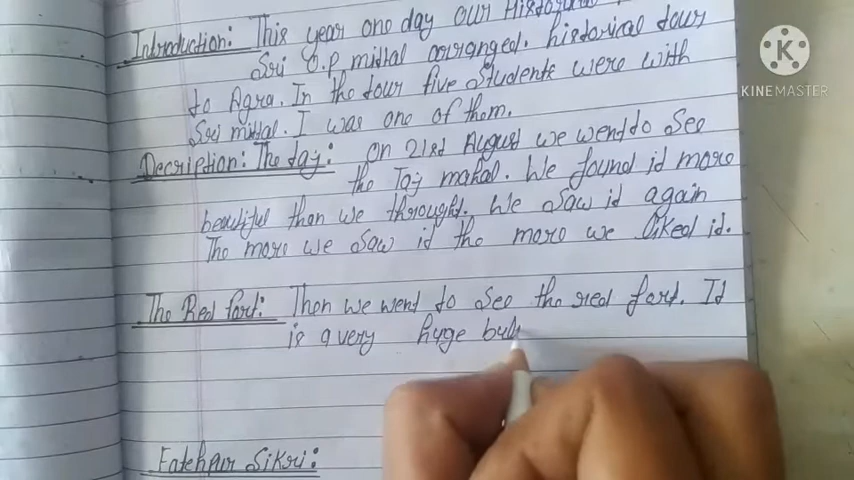 Introduction: This year one day our Historical
Sri O.P mittal arranged. historical tour
to Agra. In the tour five Students were with
Sri mittal. I was one of them.
Decription: The taj: on 21rd August we went to see
the Taj mahal. We found it more
beautiful than we throught. We saw it again
The more we saw it the more we liked it.
The Red fort: Then we went to see the red fort. It
is a very huge buil
Fatehpur Sikri:
KINEMASTER